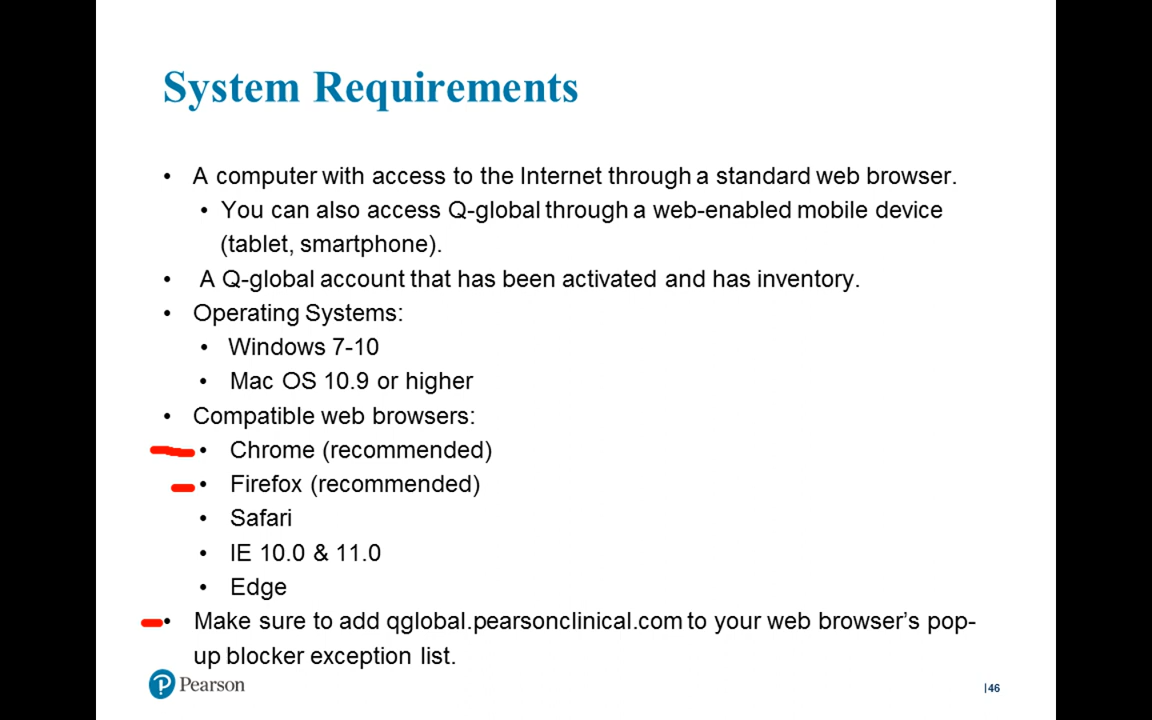 System Requirements
• A computer with access to the Internet through a standard web browser.
• You can also access Q-global through a web-enabled mobile device
(tablet, smartphone).
• A Q-global account that has been activated and has inventory.
• Operating Systems:
• Windows 7-10
• Mac OS 10.9 or higher
• Compatible web browsers:
• Chrome (recommended)
• Firefox (recommended)
• Safari
• IE 10.0 & 11.0
• Edge
• Make sure to add qglobal.pearsonclinical.com to your web browser’s pop-
up blocker exception list.
Pearson
|46